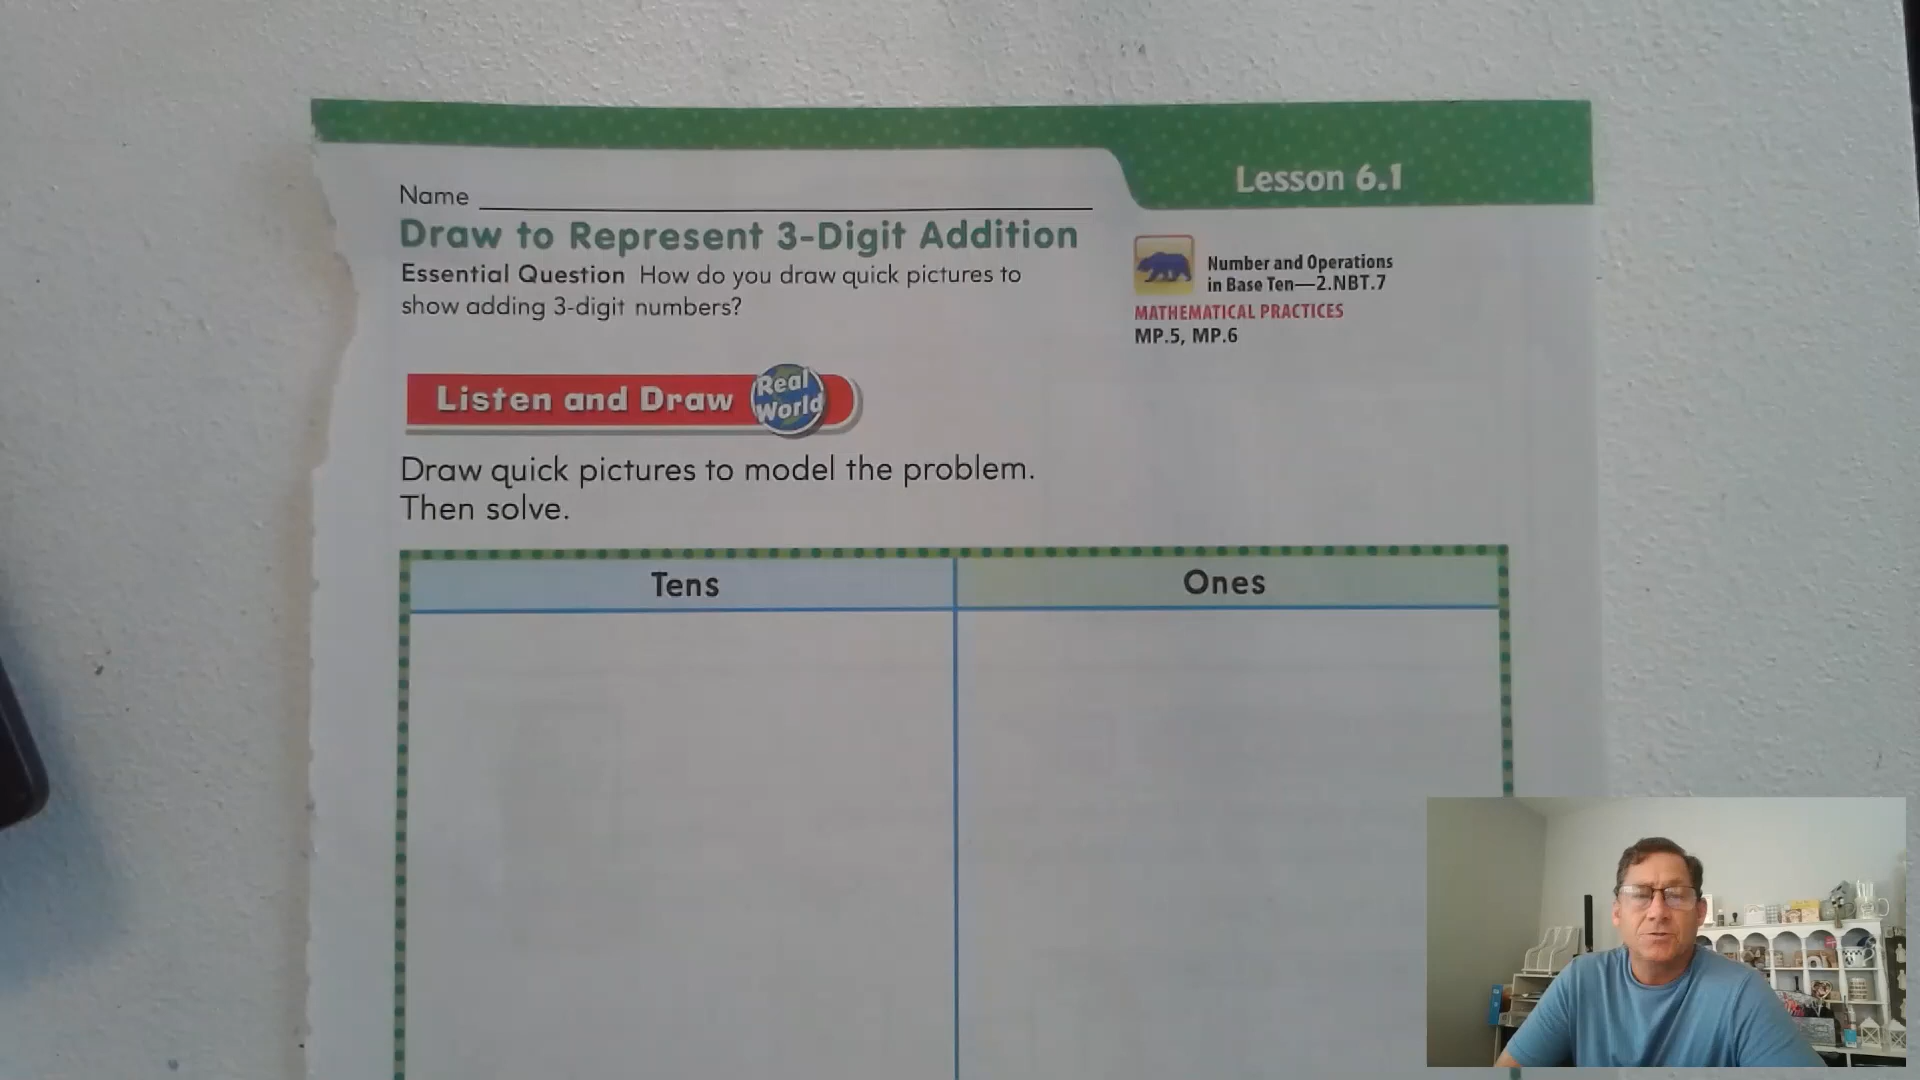 Lesson 6.1
Name
Draw to Represent 3-Digit Addition
Essential Question How do you draw quick pictures to
show adding 3-digit numbers?
Number and Operations
in Base Ten—2.NBT.7
MATHEMATICAL PRACTICES
MP.5, MP.6
Listen and Draw Real
World
Draw quick pictures to model the problem.
Then solve.
Tens Ones